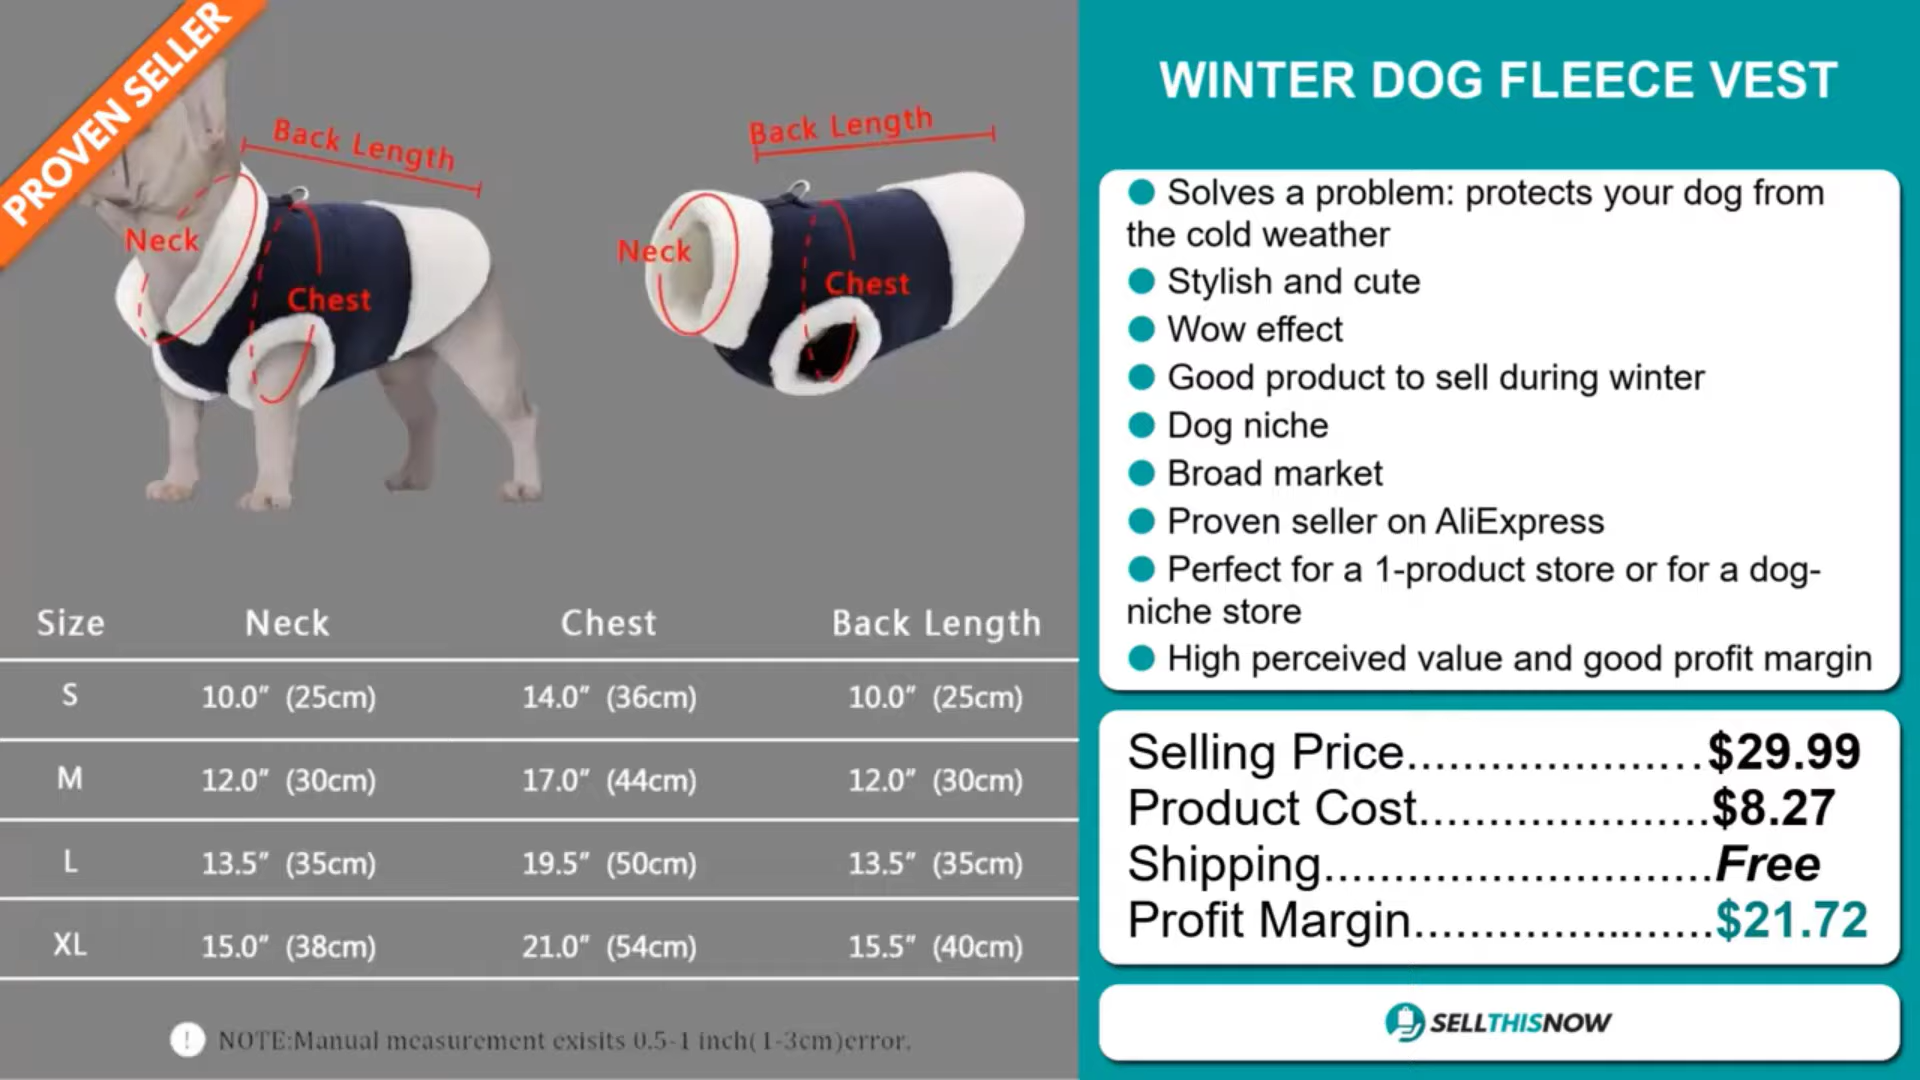 PROVEN SELLER
Back Length
Neck
Chest
Back Length
Neck
Chest
Size Neck Chest Back Length
S 10.0" (25cm) 14.0" (36cm) 10.0" (25cm)
M 12.0" (30cm) 17.0" (44cm) 12.0" (30cm)
L 13.5" (35cm) 19.5" (50cm) 13.5" (35cm)
XL 15.0" (38cm) 21.0" (54cm) 15.5" (40cm)
! NOTE:Manual measurement exisits 0.5-1 inch(1-3cm)error.
WINTER DOG FLEECE VEST
● Solves a problem: protects your dog from
the cold weather
● Stylish and cute
● Wow effect
● Good product to sell during winter
● Dog niche
● Broad market
● Proven seller on AliExpress
● Perfect for a 1-product store or for a dog-
niche store
● High perceived value and good profit margin
Selling Price.....................$29.99
Product Cost.....................$8.27
Shipping............................Free
Profit Margin......................$21.72
SELLTHISNOW